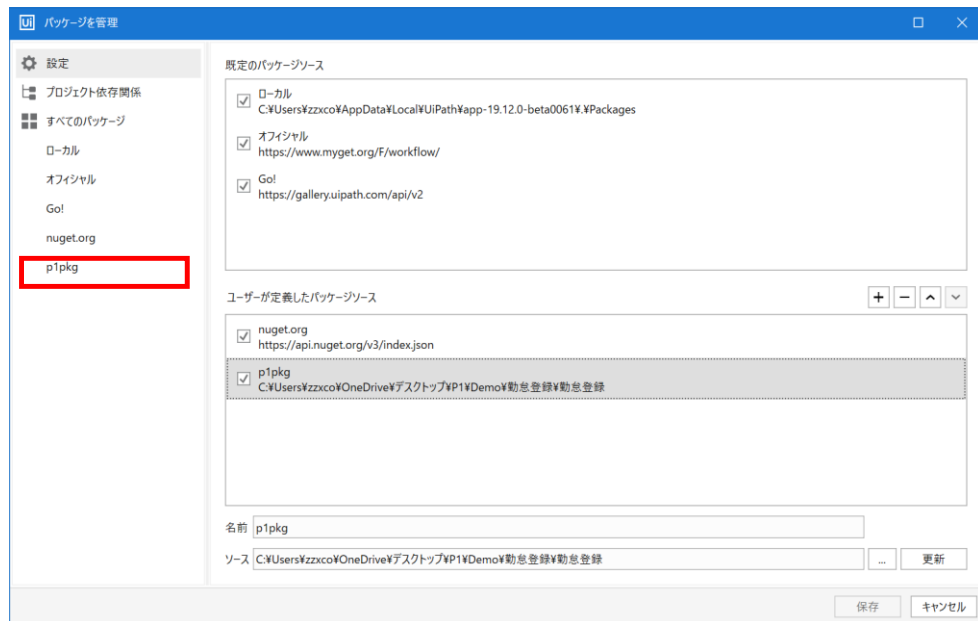 Ui パッケージを管理
設定
プロジェクト依存関係
すべてのパッケージ
ローカル
オフィシャル
Go!
nuget.org
p1pkg
既定のパッケージソース
ローカル
C:¥Users¥zzxco¥AppData¥Local¥UiPath¥app-19.12.0-beta0061¥.¥Packages
オフィシャル
https://www.myget.org/F/workflow/
Go!
https://gallery.uipath.com/api/v2
ユーザーが定義したパッケージソース
nuget.org
https://api.nuget.org/v3/index.json
p1pkg
C:¥Users¥zzxco¥OneDrive¥デスクトップ¥P1¥Demo¥勤怠登録¥勤怠登録
名前 p1pkg
ソース C:¥Users¥zzxco¥OneDrive¥デスクトップ¥P1¥Demo¥勤怠登録¥勤怠登録 ... 更新
保存 キャンセル